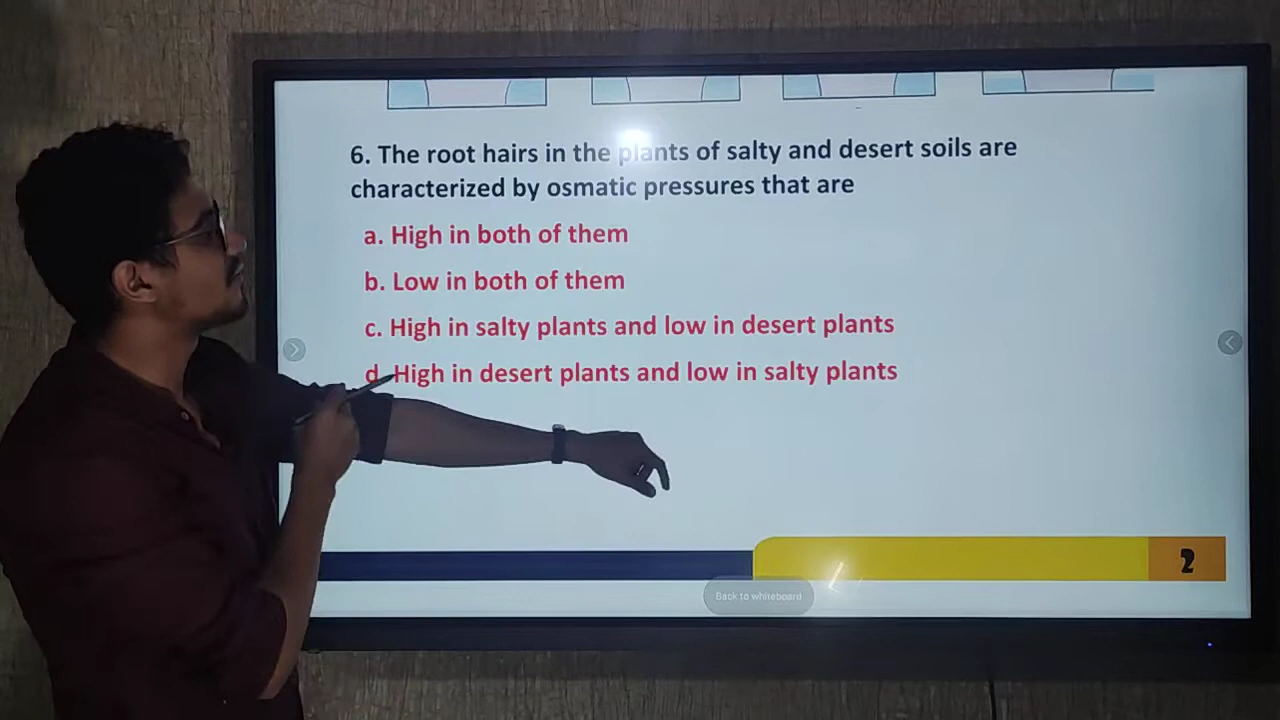 6. The root hairs in the plants of salty and desert soils are
characterized by osmatic pressures that are
a. High in both of them
b. Low in both of them
c. High in salty plants and low in desert plants
d. High in desert plants and low in salty plants
2
Back to whiteboard